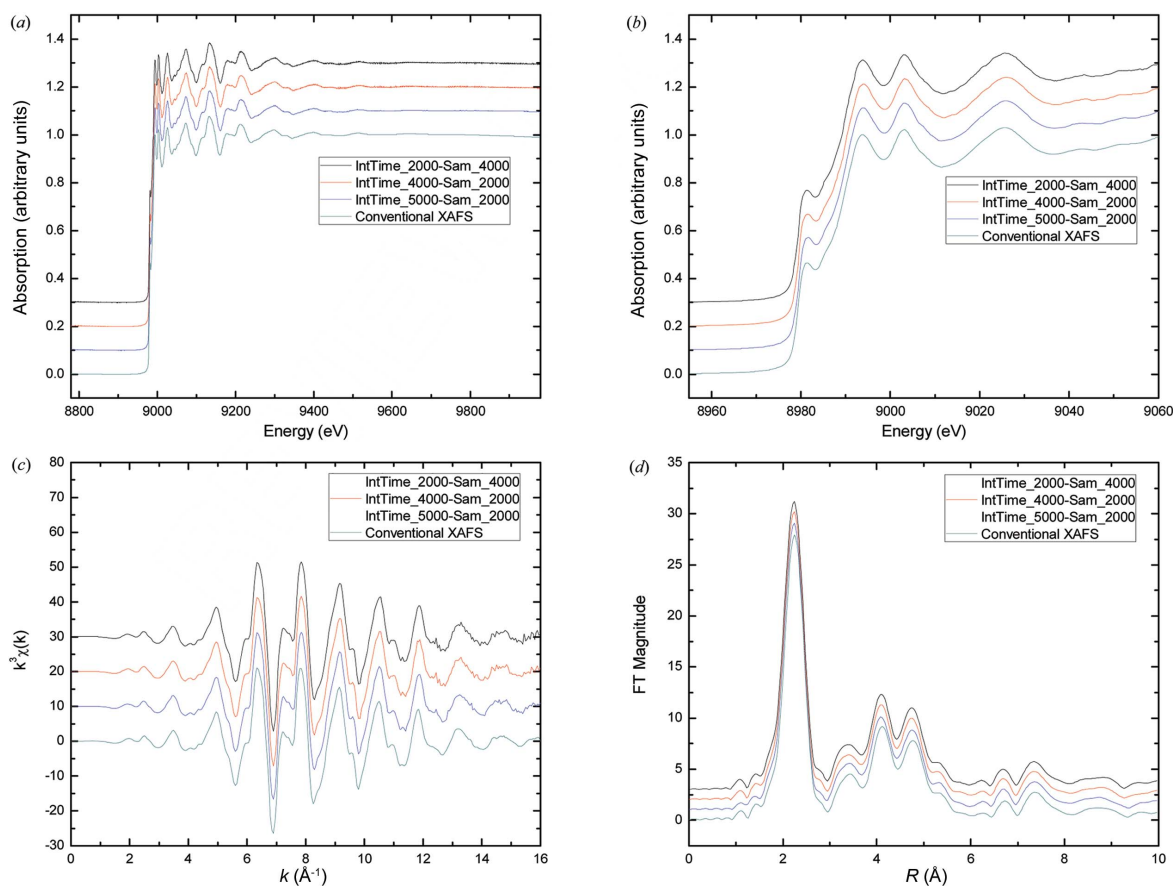 (a)
1.4
1.2
1.0
0.8
0.6
0.4
0.2
0.0
Absorption (arbitrary units)
IntTime_2000-Sam_4000
IntTime_4000-Sam_2000
IntTime_5000-Sam_2000
Conventional XAFS
8800 9000 9200 9400 9600 9800
Energy (eV)
(b)
1.4
1.2
1.0
0.8
0.6
0.4
0.2
0.0
Absorption (arbitrary units)
IntTime_2000-Sam_4000
IntTime_4000-Sam_2000
IntTime_5000-Sam_2000
Conventional XAFS
8960 8980 9000 9020 9040 9060
Energy (eV)
(c)
80
70
60
50
40
30
20
10
0
-10
-20
-30
k³χ(k)
IntTime_2000-Sam_4000
IntTime_4000-Sam_2000
IntTime_5000-Sam_2000
Conventional XAFS
0 2 4 6 8 10 12 14 16
k (Å⁻¹)
(d)
35
30
25
20
15
10
5
0
FT Magnitude
IntTime_2000-Sam_4000
IntTime_4000-Sam_2000
IntTime_5000-Sam_2000
Conventional XAFS
0 2 4 6 8 10
R (Å)